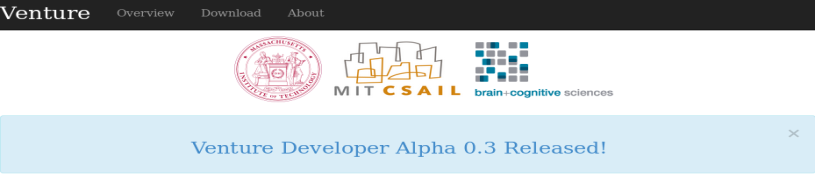 Venture Overview Download About
MASSACHUSETTS INSTITUTE OF TECHNOLOGY
MIT CSAIL
brain+cognitive sciences
×
Venture Developer Alpha 0.3 Released!